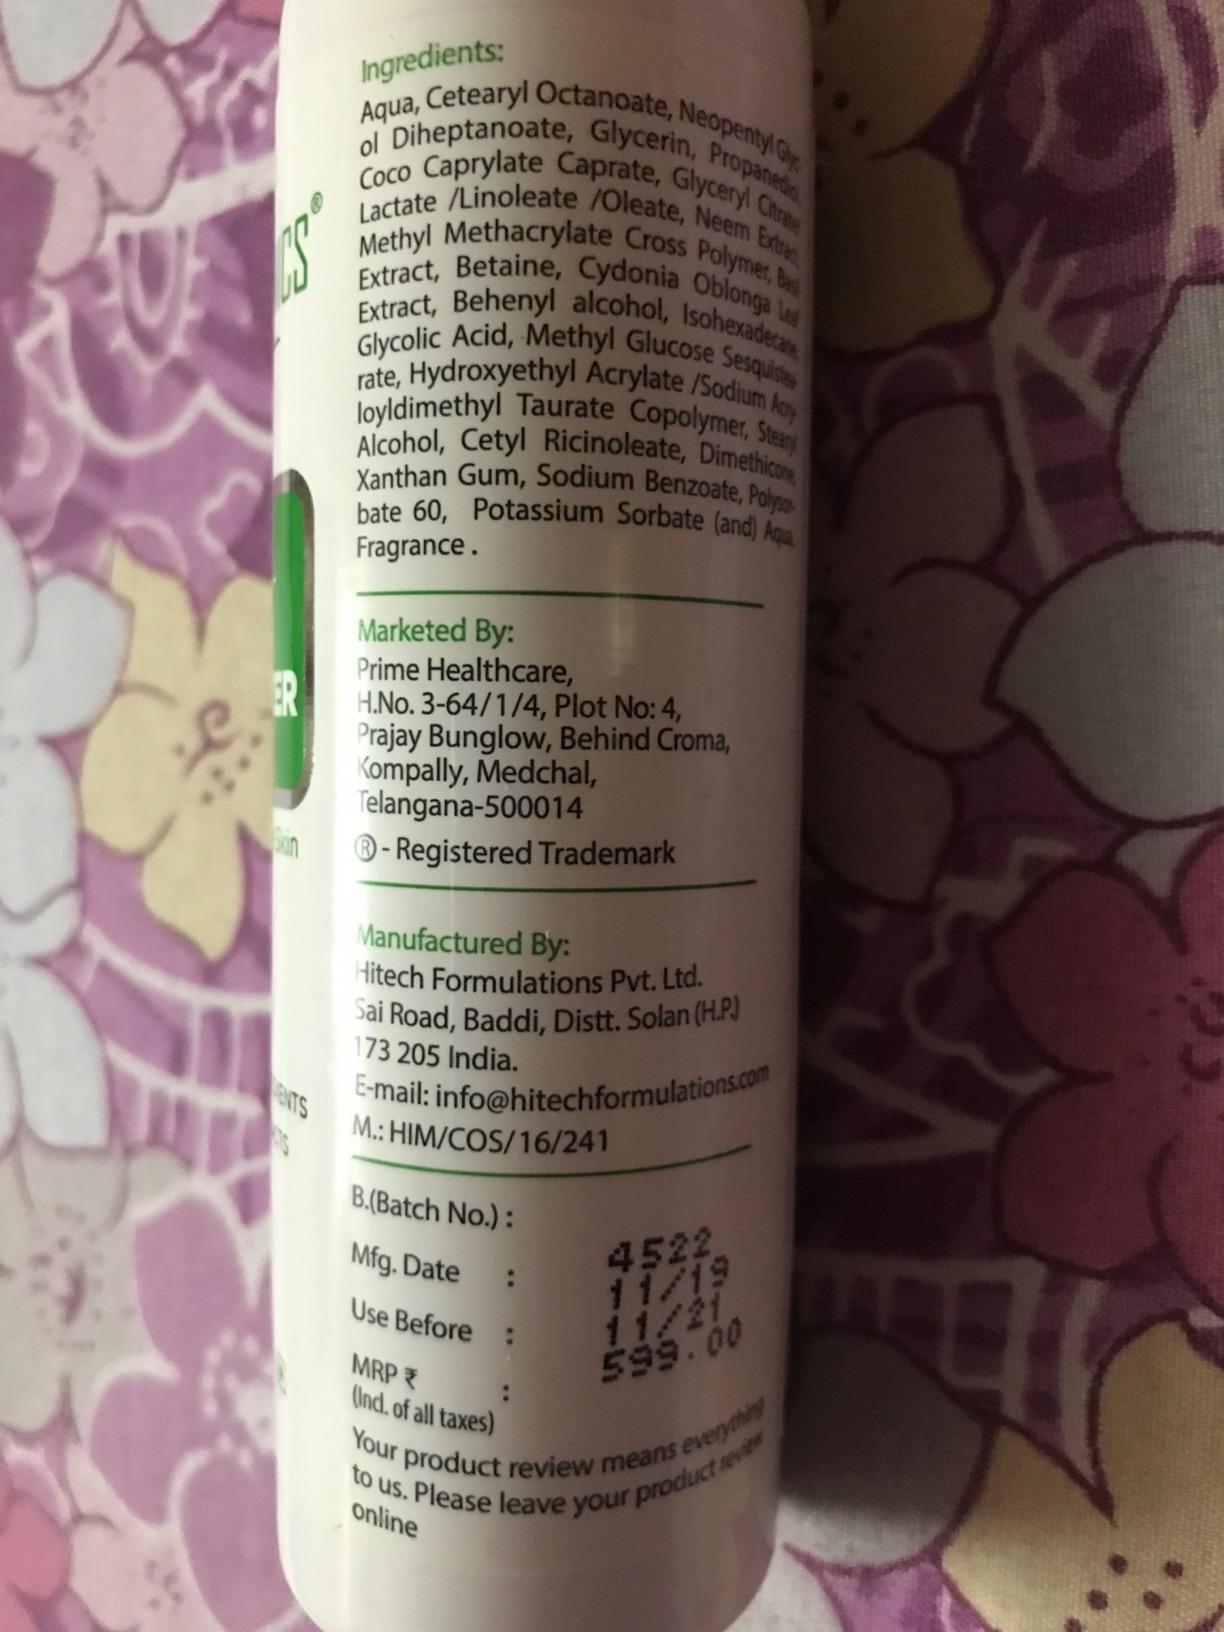 CS®
ER
Skin
Ingredients:
Aqua, Cetearyl Octanoate, Neopentyl Glyc-
ol Diheptanoate, Glycerin, Propanediol,
Coco Caprylate Caprate, Glyceryl Citrate/
Lactate /Linoleate /Oleate, Neem Extract,
Methyl Methacrylate Cross Polymer, Basil
Extract, Betaine, Cydonia Oblonga Leaf
Extract, Behenyl alcohol, Isohexadecane,
Glycolic Acid, Methyl Glucose Sesquistea-
rate, Hydroxyethyl Acrylate /Sodium Acry-
loyldimethyl Taurate Copolymer, Stearyl
Alcohol, Cetyl Ricinoleate, Dimethicone,
Xanthan Gum, Sodium Benzoate, Polysor-
bate 60, Potassium Sorbate (and) Aqua,
Fragrance .
Marketed By:
Prime Healthcare,
H.No. 3-64/1/4, Plot No: 4,
Prajay Bunglow, Behind Croma,
Kompally, Medchal,
Telangana-500014
® - Registered Trademark
Manufactured By:
Hitech Formulations Pvt. Ltd.
Sai Road, Baddi, Distt. Solan (H.P.)
173 205 India.
E-mail: info@hitechformulations.com
M.: HIM/COS/16/241
B.(Batch No.) : 4522
Mfg. Date : 11/19
Use Before : 11/21
MRP ₹ : 599.00
(Incl. of all taxes)
Your product review means everything
to us. Please leave your product review
online